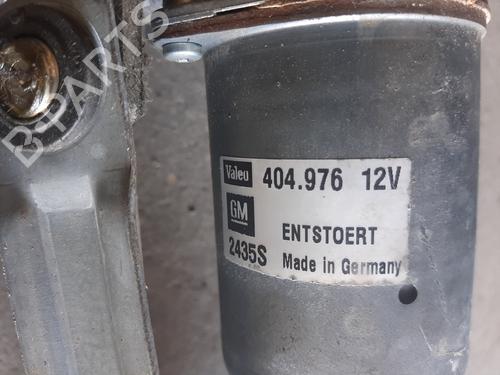 B-PARTS
Valeo 404.976 12V
GM
ENTSTOERT
2435S Made in Germany